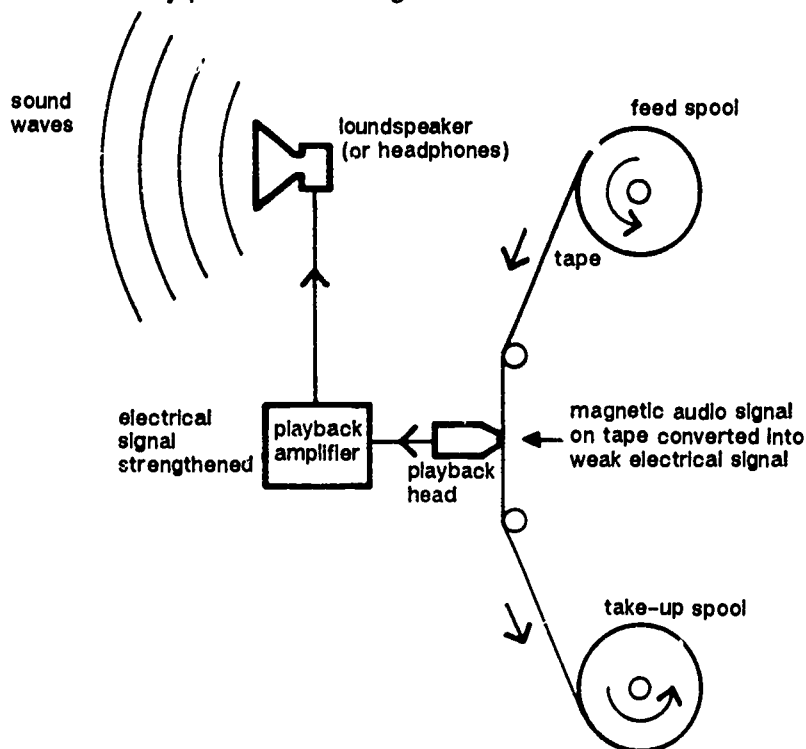 sound
waves
loundspeaker
(or headphones)
feed spool
tape
electrical
signal
strengthened
playback
amplifier
playback
head
magnetic audio signal
on tape converted into
weak electrical signal
take-up spool